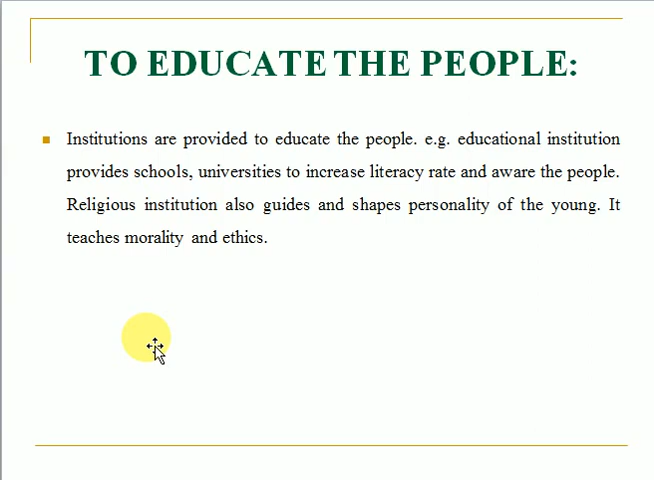 TO EDUCATE THE PEOPLE:
Institutions are provided to educate the people. e.g. educational institution
provides schools, universities to increase literacy rate and aware the people.
Religious institution also guides and shapes personality of the young. It
teaches morality and ethics.